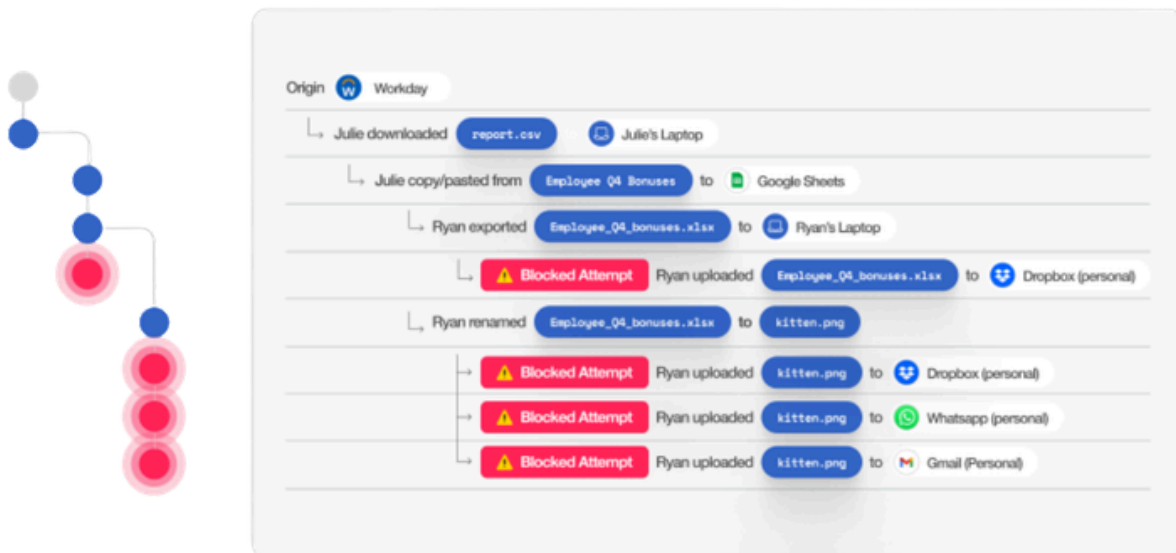 Origin Workday
Julie downloaded report.csv to Julie's Laptop
Julie copy/pasted from Employee Q4 Bonuses to Google Sheets
Ryan exported Employee_Q4_bonuses.xlsx to Ryan's Laptop
Blocked Attempt Ryan uploaded Employee_Q4_bonuses.xlsx to Dropbox (personal)
Ryan renamed Employee_Q4_bonuses.xlsx to kitten.png
Blocked Attempt Ryan uploaded kitten.png to Dropbox (personal)
Blocked Attempt Ryan uploaded kitten.png to Whatsapp (personal)
Blocked Attempt Ryan uploaded kitten.png to Gmail (Personal)